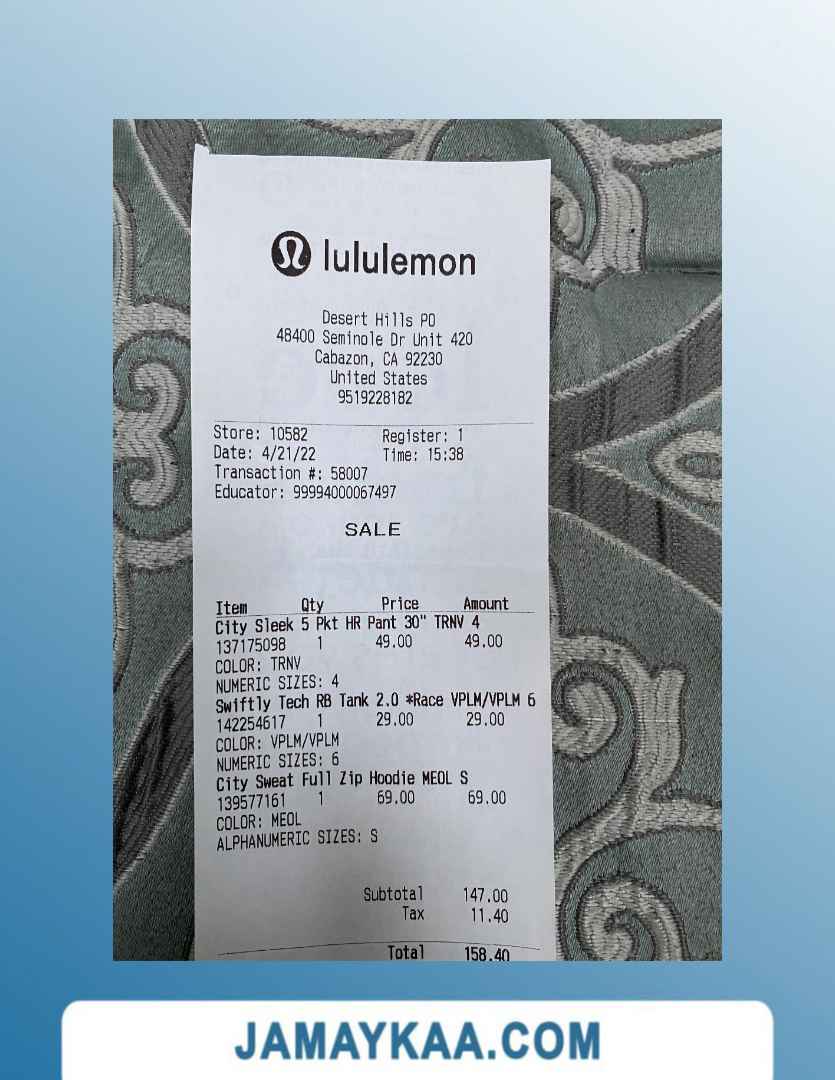 lululemon
Desert Hills PO
48400 Seminole Dr Unit 420
Cabazon, CA 92230
United States
9519228182
Store: 10582 Register: 1
Date: 4/21/22 Time: 15:38
Transaction #: 58007
Educator: 99994000067497
SALE
Item Qty Price Amount
City Sleek 5 Pkt HR Pant 30" TRNV 4
137175098 1 49.00 49.00
COLOR: TRNV
NUMERIC SIZES: 4
Swiftly Tech RB Tank 2.0 *Race VPLM/VPLM 6
142254617 1 29.00 29.00
COLOR: VPLM/VPLM
NUMERIC SIZES: 6
City Sweat Full Zip Hoodie MEOL S
139577161 1 69.00 69.00
COLOR: MEOL
ALPHANUMERIC SIZES: S
Subtotal 147.00
Tax 11.40
Total 158.40
JAMAYKAA.COM